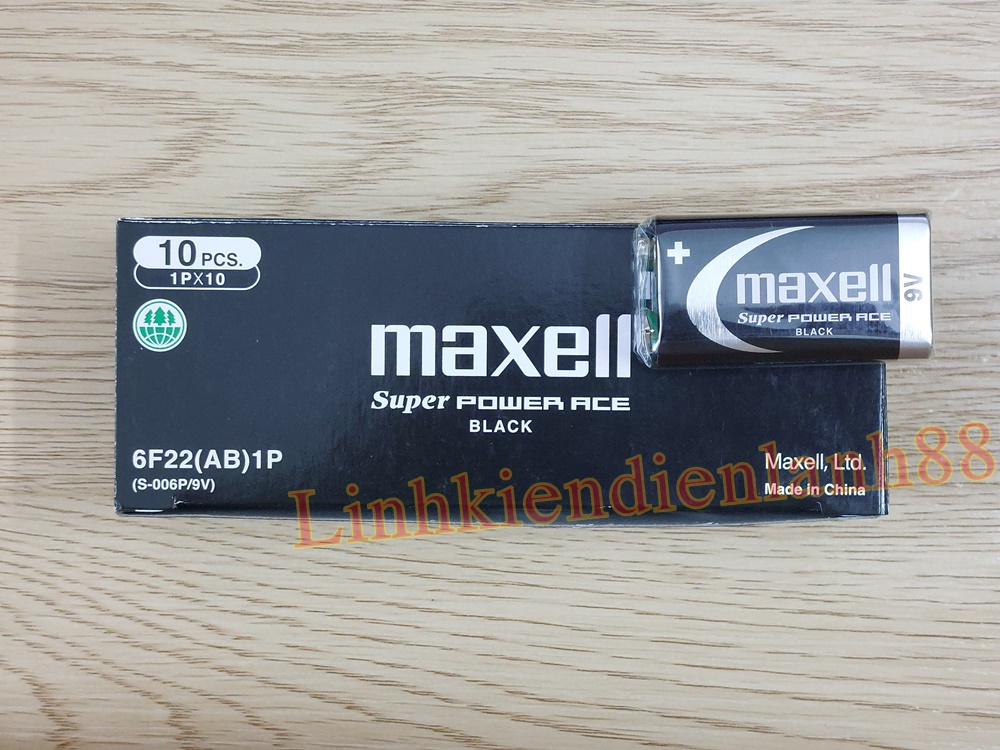 10 PCS.
1PX10
maxell
Super POWER ACE
BLACK
6F22(AB)1P
(S-006P/9V)
Maxell, Ltd.
Made in China
+
maxell
Super POWER ACE
BLACK
9V
Linhkiendienlanh88